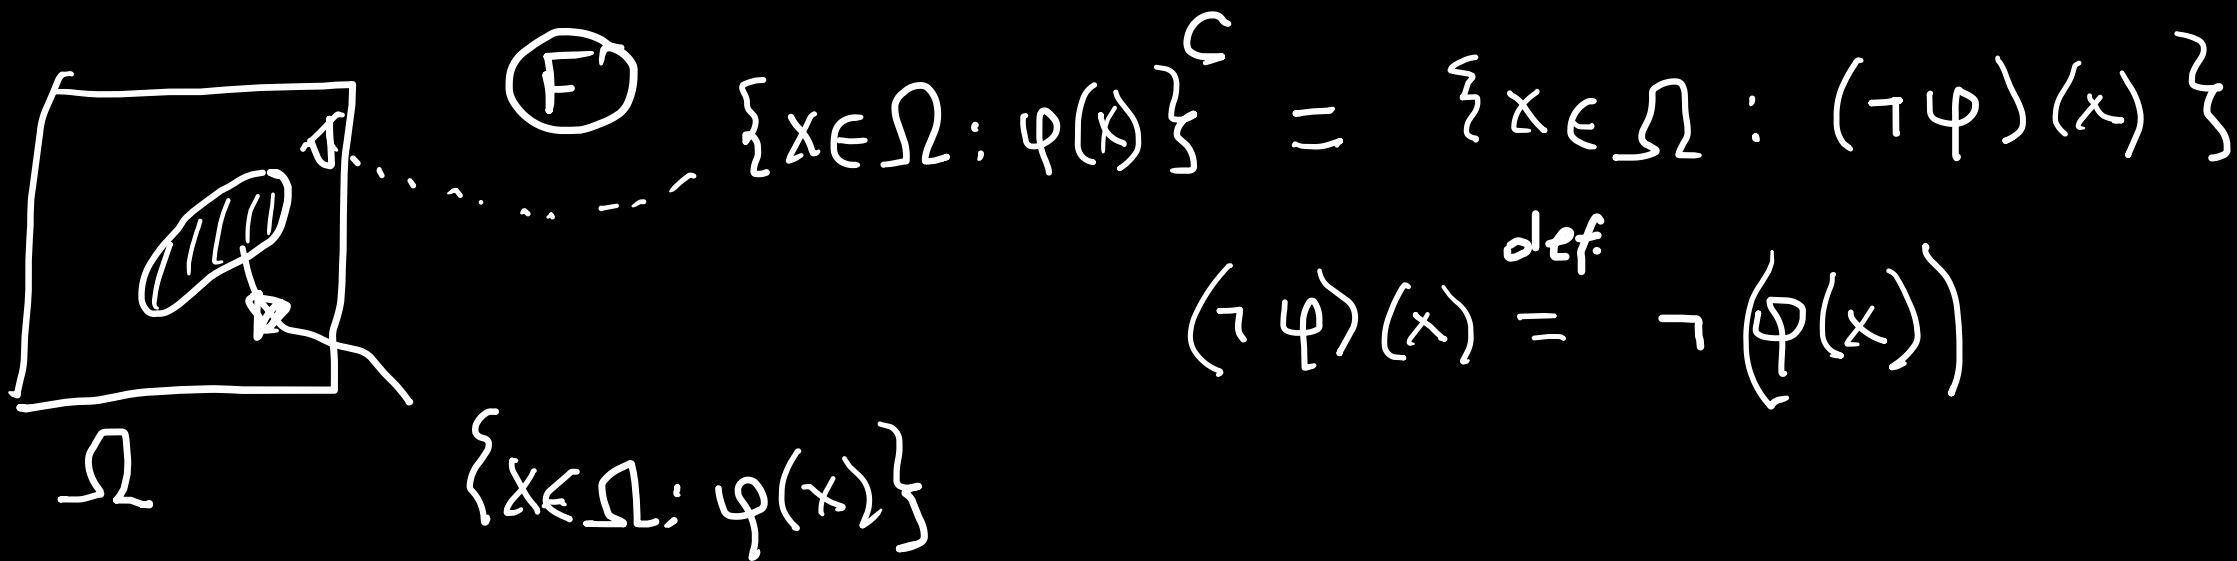 F' {x∈Ω: φ(x)}ᶜ = {x∈Ω: (¬φ)(x)}
(¬φ)(x) =^def. ¬(φ(x))
Ω {x∈Ω: φ(x)}